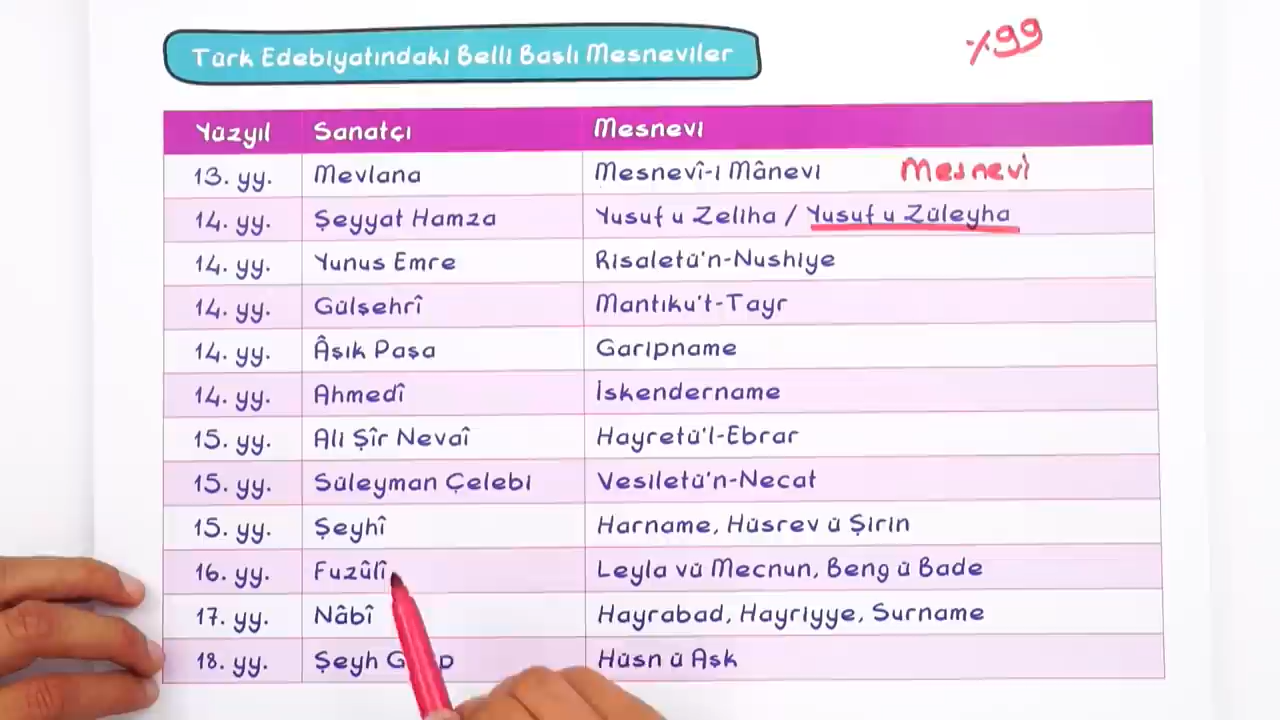 Türk Edebiyatındaki Belli Başlı Mesneviler
%99
Yüzyıl Sanatçı Mesnevi
13. yy. Mevlana Mesnevî-i Mânevi Mesnevi
14. yy. Şeyyat Hamza Yusuf u Zeliha / Yusuf u Züleyha
14. yy. Yunus Emre Risaletü'n-Nushiye
14. yy. Gülşehrî Mantıku't-Tayr
14. yy. Âşık Paşa Garipname
14. yy. Ahmedî İskendername
15. yy. Ali Şîr Nevaî Hayretü'l-Ebrar
15. yy. Süleyman Çelebi Vesiletü'n-Necat
15. yy. Şeyhî Harname, Hüsrev ü Şirin
16. yy. Fuzûlî Leyla vü Mecnun, Beng ü Bade
17. yy. Nâbî Hayrabad, Hayriyye, Surname
18. yy. Şeyh Hüsn ü Aşk